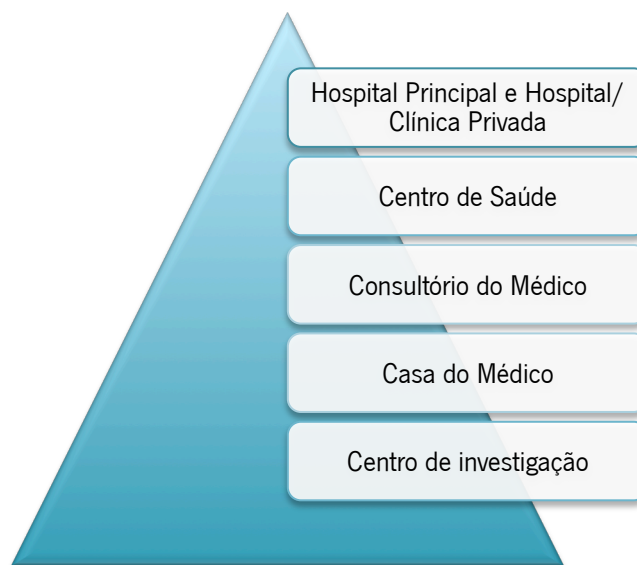 Hospital Principal e Hospital/
Clínica Privada
Centro de Saúde
Consultório do Médico
Casa do Médico
Centro de investigação